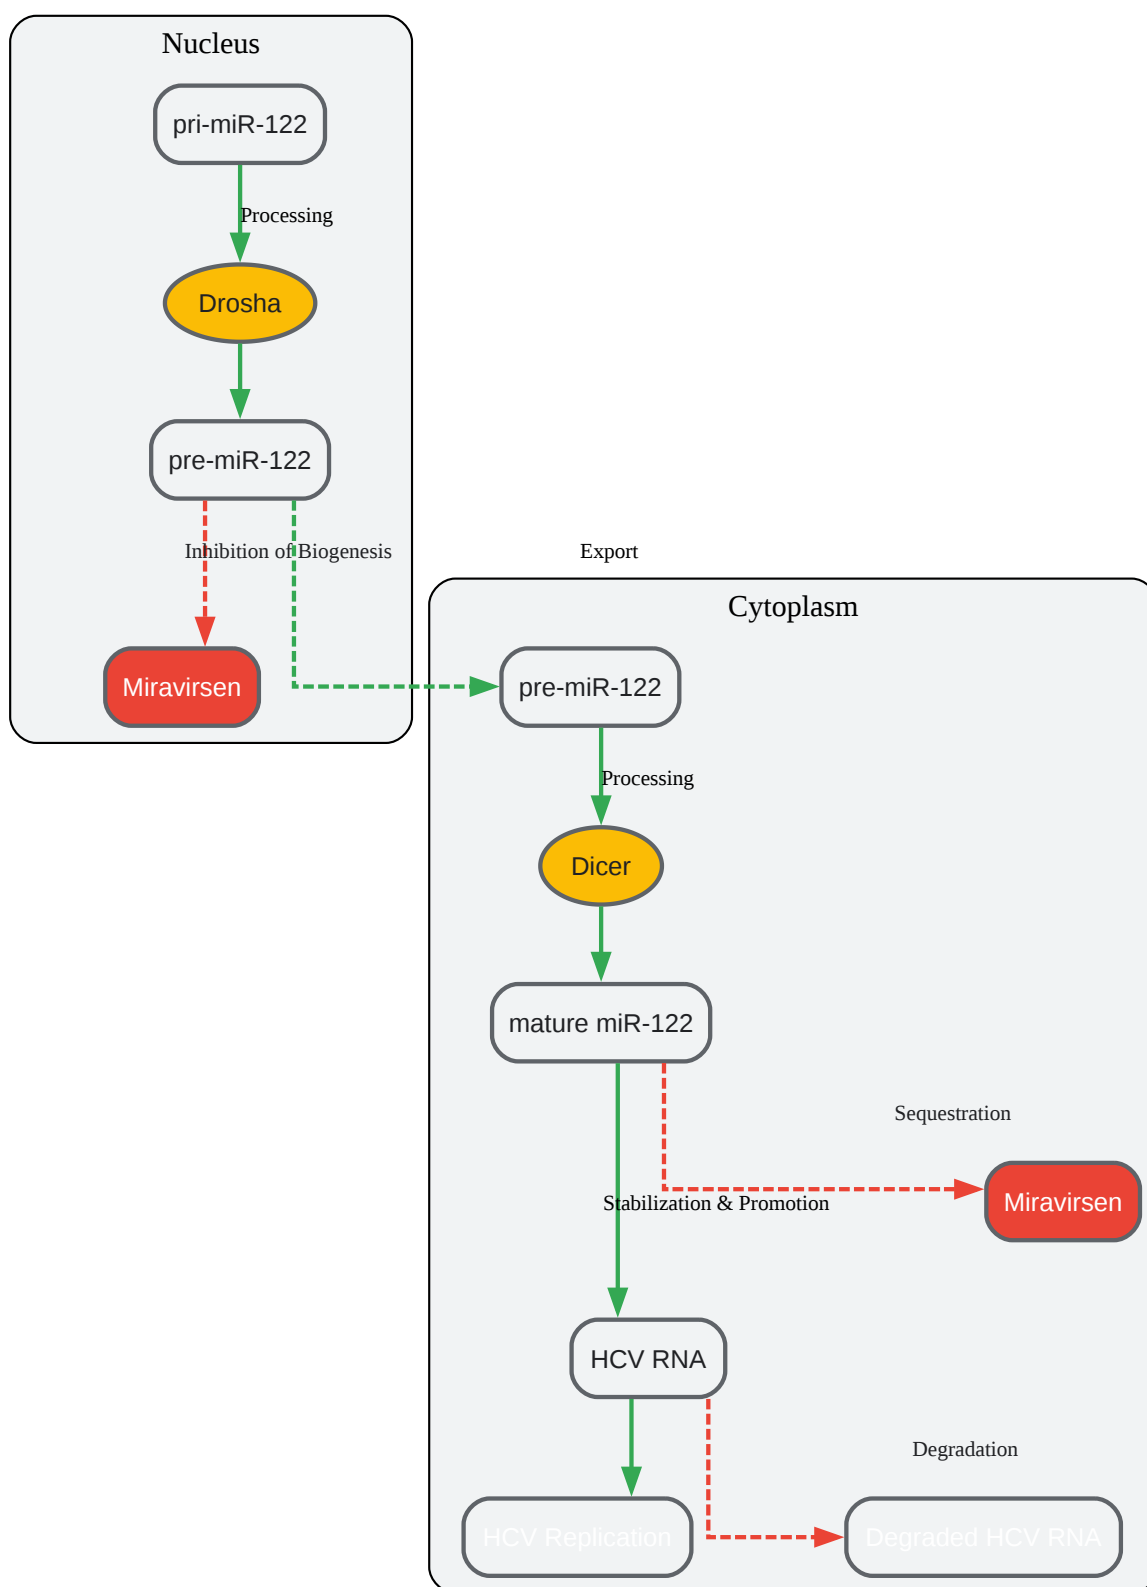 Nucleus
pri-miR-122
Processing
Drosha
pre-miR-122
Inhibition of Biogenesis
Export
Miravirsen
Cytoplasm
pre-miR-122
Processing
Dicer
mature miR-122
Sequestration
Stabilization & Promotion
Miravirsen
HCV RNA
Degradation
HCV Replication
Degraded HCV RNA